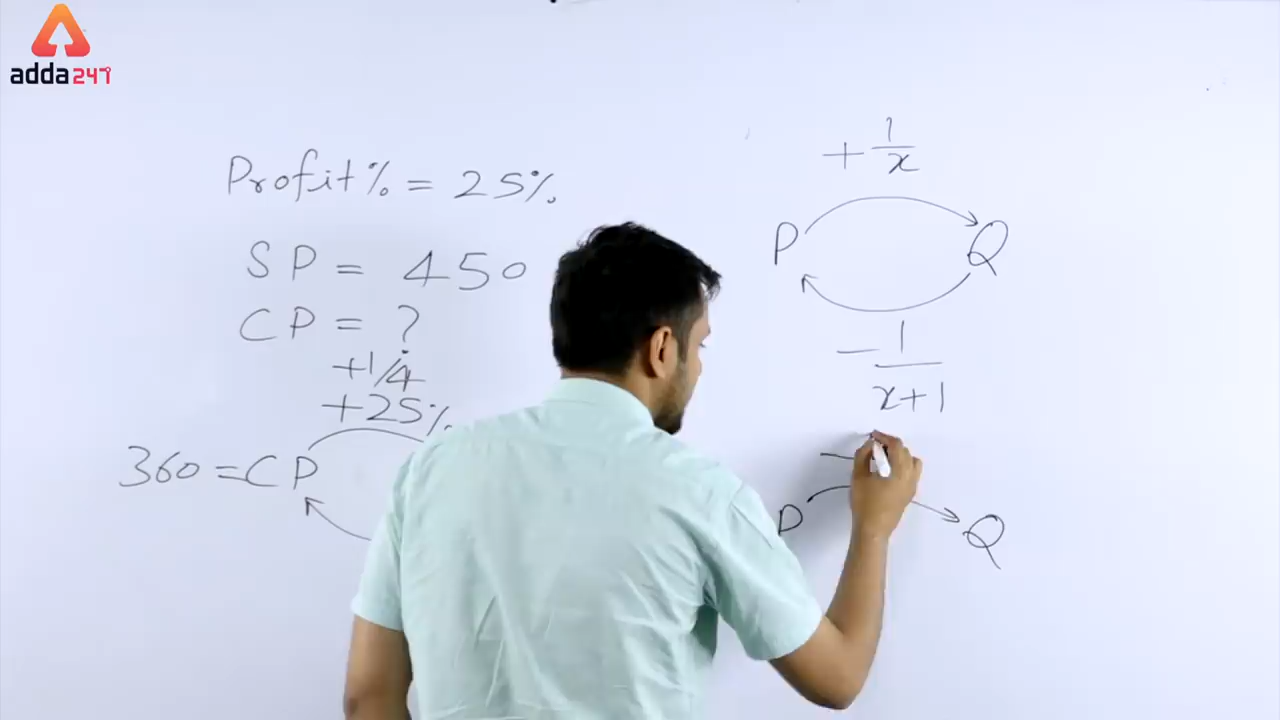 adda247
Profit% = 25%
SP = 450
CP = ?
+1/4
+25%
360 = CP
+ 1/x
P Q
- 1/(x+1)
-
P Q